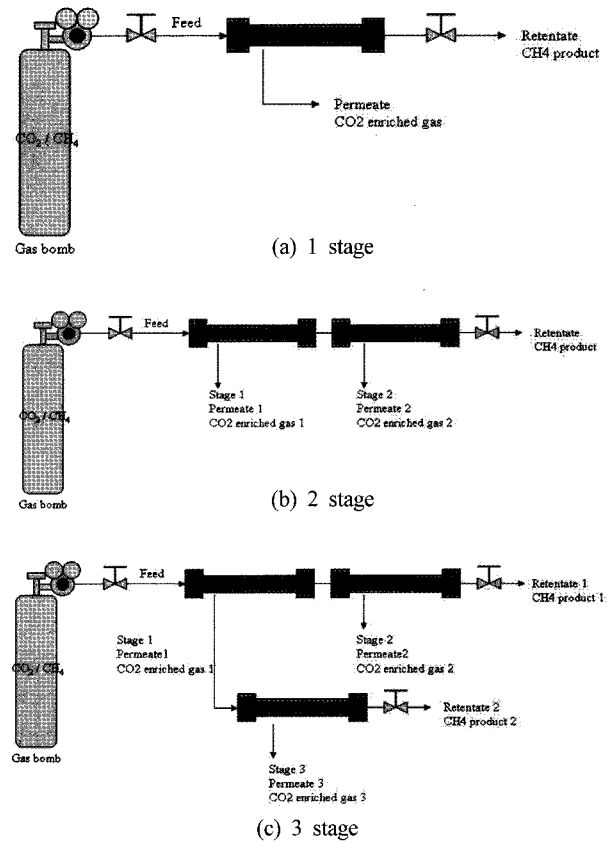 Feed
Retentate
CH4 product
Permeate
CO2 enriched gas
CO₂ / CH₄
Gas bomb
(a) 1 stage
Feed
Retentate
CH4 product
Stage 1
Permeate 1
CO2 enriched gas 1
Stage 2
Permeate 2
CO2 enriched gas 2
CO₂ / CH₄
Gas bomb
(b) 2 stage
Feed
Retentate 1
CH4 product 1
Stage 1
Permeate1
CO2 enriched gas 1
Stage 2
Permeate2
CO2 enriched gas 2
CO₂ / CH₄
Retentate 2
CH4 product 2
Gas bomb
Stage 3
Permeate 3
CO2 enriched gas 3
(c) 3 stage